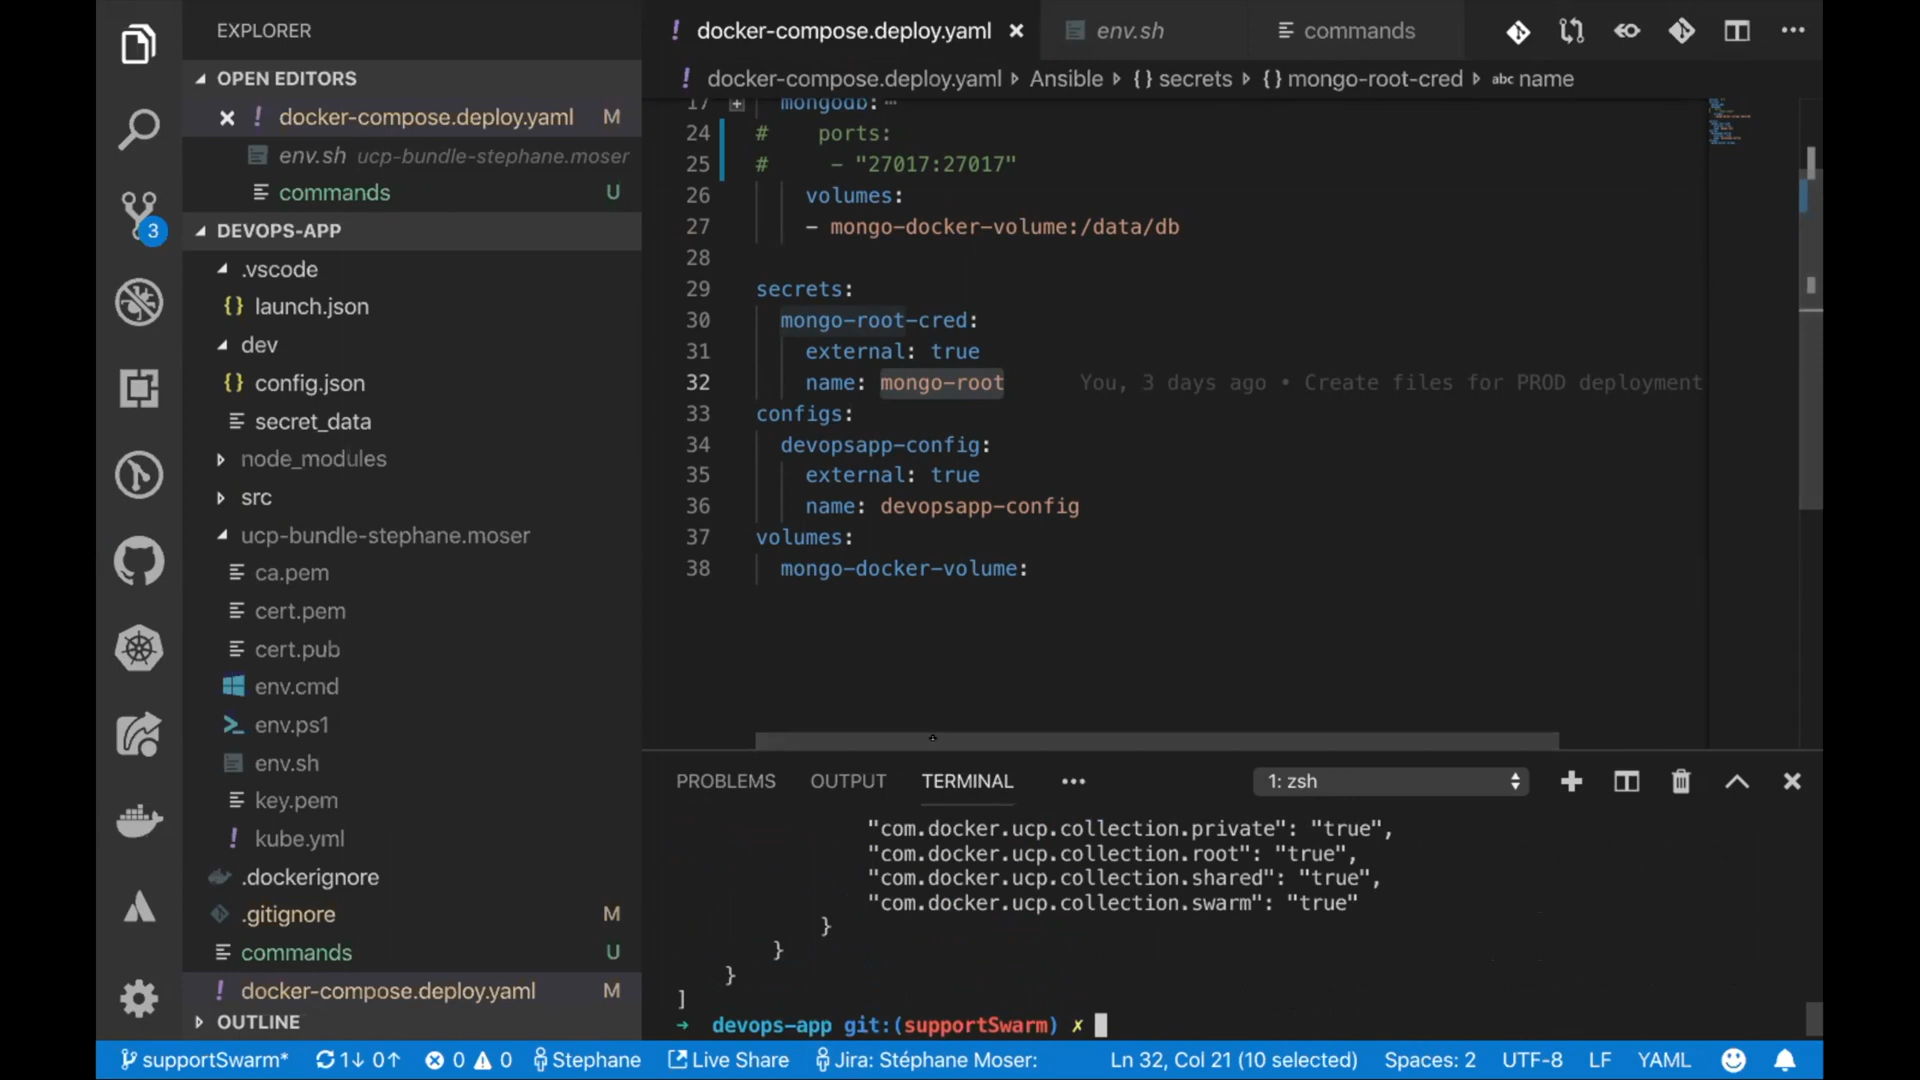 EXPLORER
OPEN EDITORS
docker-compose.deploy.yaml M
env.sh ucp-bundle-stephane.moser
commands U
3
DEVOPS-APP
.vscode
launch.json
dev
config.json
secret_data
node_modules
src
ucp-bundle-stephane.moser
ca.pem
cert.pem
cert.pub
env.cmd
env.ps1
env.sh
key.pem
kube.yml
.dockerignore
.gitignore M
commands U
docker-compose.deploy.yaml M
OUTLINE
docker-compose.deploy.yaml env.sh commands
docker-compose.deploy.yaml Ansible {} secrets {} mongo-root-cred abc name
17 mongodb: …
24 # ports:
25 # - "27017:27017"
26 volumes:
27 - mongo-docker-volume:/data/db
28
29 secrets:
30 mongo-root-cred:
31 external: true
32 name: mongo-root You, 3 days ago • Create files for PROD deployment
33 configs:
34 devopsapp-config:
35 external: true
36 name: devopsapp-config
37 volumes:
38 mongo-docker-volume:
PROBLEMS OUTPUT TERMINAL ••• 1: zsh
"com.docker.ucp.collection.private": "true",
"com.docker.ucp.collection.root": "true",
"com.docker.ucp.collection.shared": "true",
"com.docker.ucp.collection.swarm": "true"
}
}
}
]
→ devops-app git:(supportSwarm) ✗
supportSwarm* 1↓ 0↑ 0 0 Stephane Live Share Jira: Stéphane Moser: Ln 32, Col 21 (10 selected) Spaces: 2 UTF-8 LF YAML